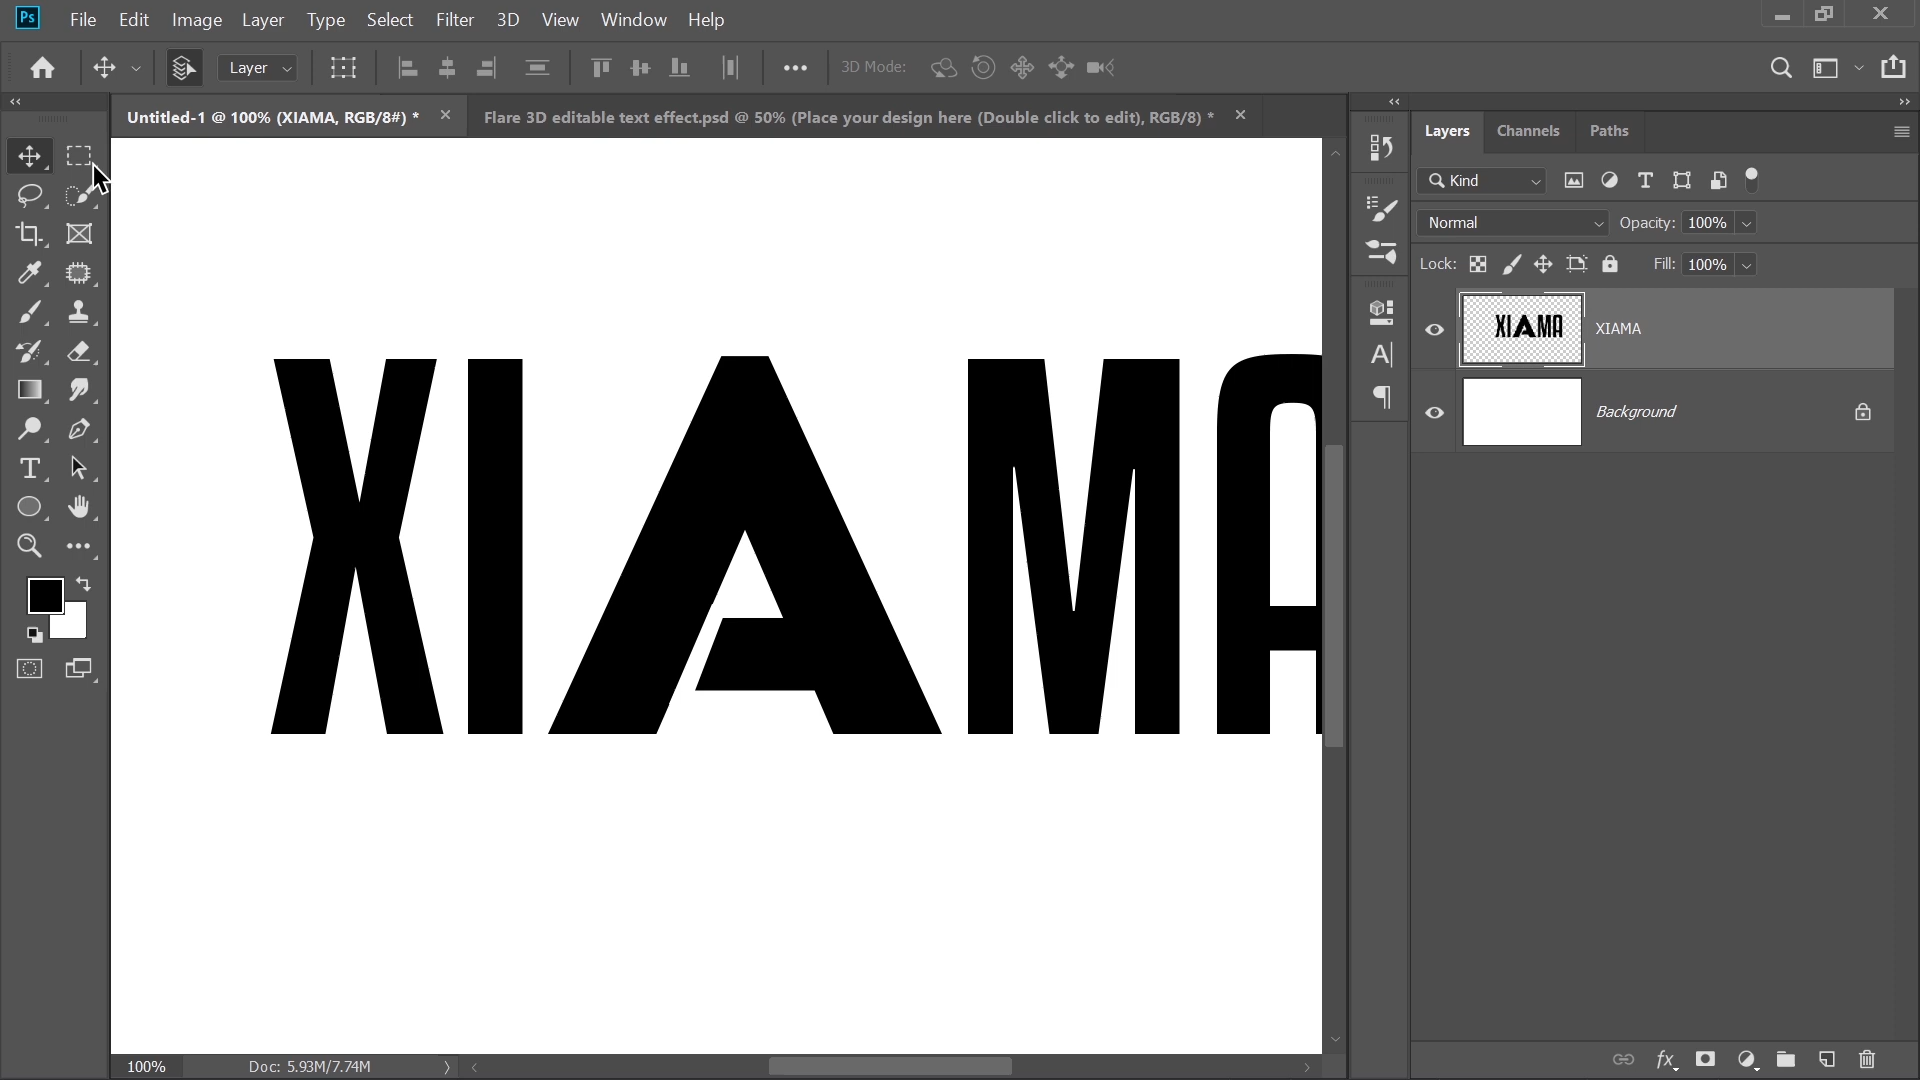 Ps File Edit Image Layer Type Select Filter 3D View Window Help
Layer 3D Mode:
Untitled-1 @ 100% (XIAMA, RGB/8#) * Flare 3D editable text effect.psd @ 50% (Place your design here (Double click to edit), RGB/8) *
Layers Channels Paths
Kind
Normal Opacity: 100%
Lock: Fill: 100%
XIAMA XIAMA
Background
XIAMA
100% Doc: 5.93M/7.74M